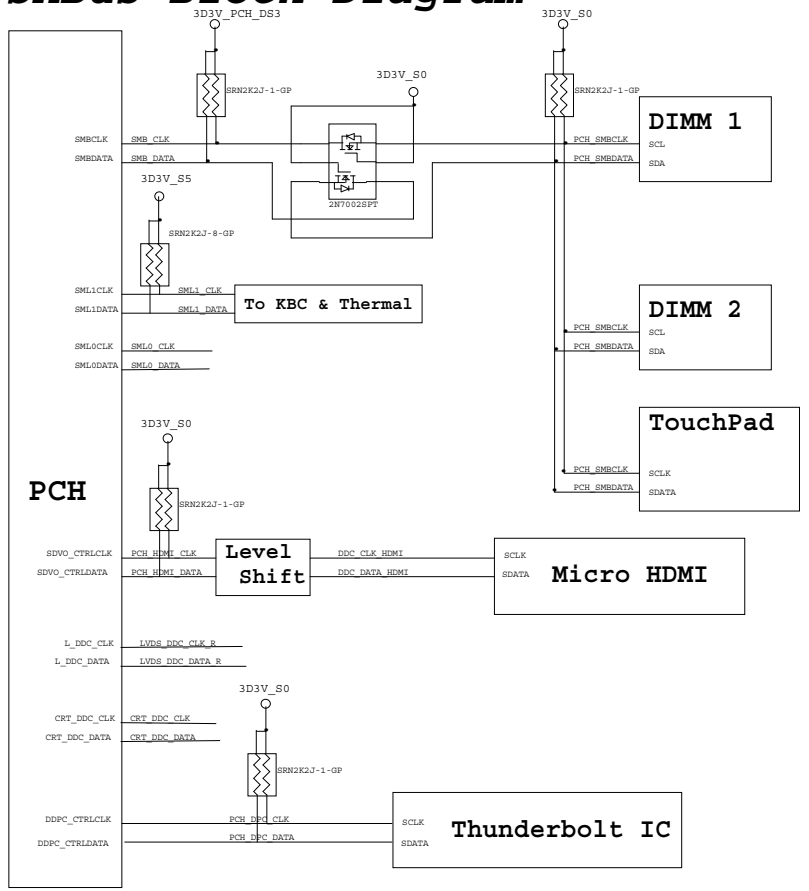 SMBus Block Diagram
3D3V_PCH_DS3
3D3V_S0
SRN2K2J-1-GP
3D3V_S0
SRN2K2J-1-GP
DIMM 1
SMBCLK SMB_CLK
PCH_SMBCLK SCL
SMBDATA SMB_DATA
PCH_SMBDATA SDA
2N7002SPT
3D3V_S5
SRN2K2J-8-GP
SML1CLK SML1_CLK
SML1DATA SML1_DATA
To KBC & Thermal
DIMM 2
PCH_SMBCLK SCL
PCH_SMBDATA SDA
SML0CLK SML0_CLK
SML0DATA SML0_DATA
TouchPad
PCH_SMBCLK SCLK
PCH_SMBDATA SDATA
3D3V_S0
PCH
SRN2K2J-1-GP
SDVO_CTRLCLK PCH_HDMI_CLK
SDVO_CTRLDATA PCH_HDMI_DATA
Level
Shift
DDC_CLK_HDMI SCLK
DDC_DATA_HDMI SDATA
Micro HDMI
L_DDC_CLK LVDS_DDC_CLK_R
L_DDC_DATA LVDS_DDC_DATA_R
3D3V_S0
CRT_DDC_CLK CRT_DDC_CLK
CRT_DDC_DATA CRT_DDC_DATA
SRN2K2J-1-GP
DDPC_CTRLCLK PCH_DPC_CLK SCLK
DDPC_CTRLDATA PCH_DPC_DATA SDATA
Thunderbolt IC